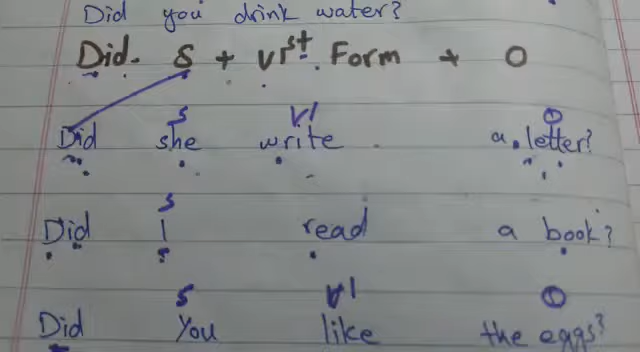 Did you drink water?
Did. S + V1st Form + O
S V1 O
Did she write a letter?
S
Did I read a book?
S V1 O
Did You like the eggs?